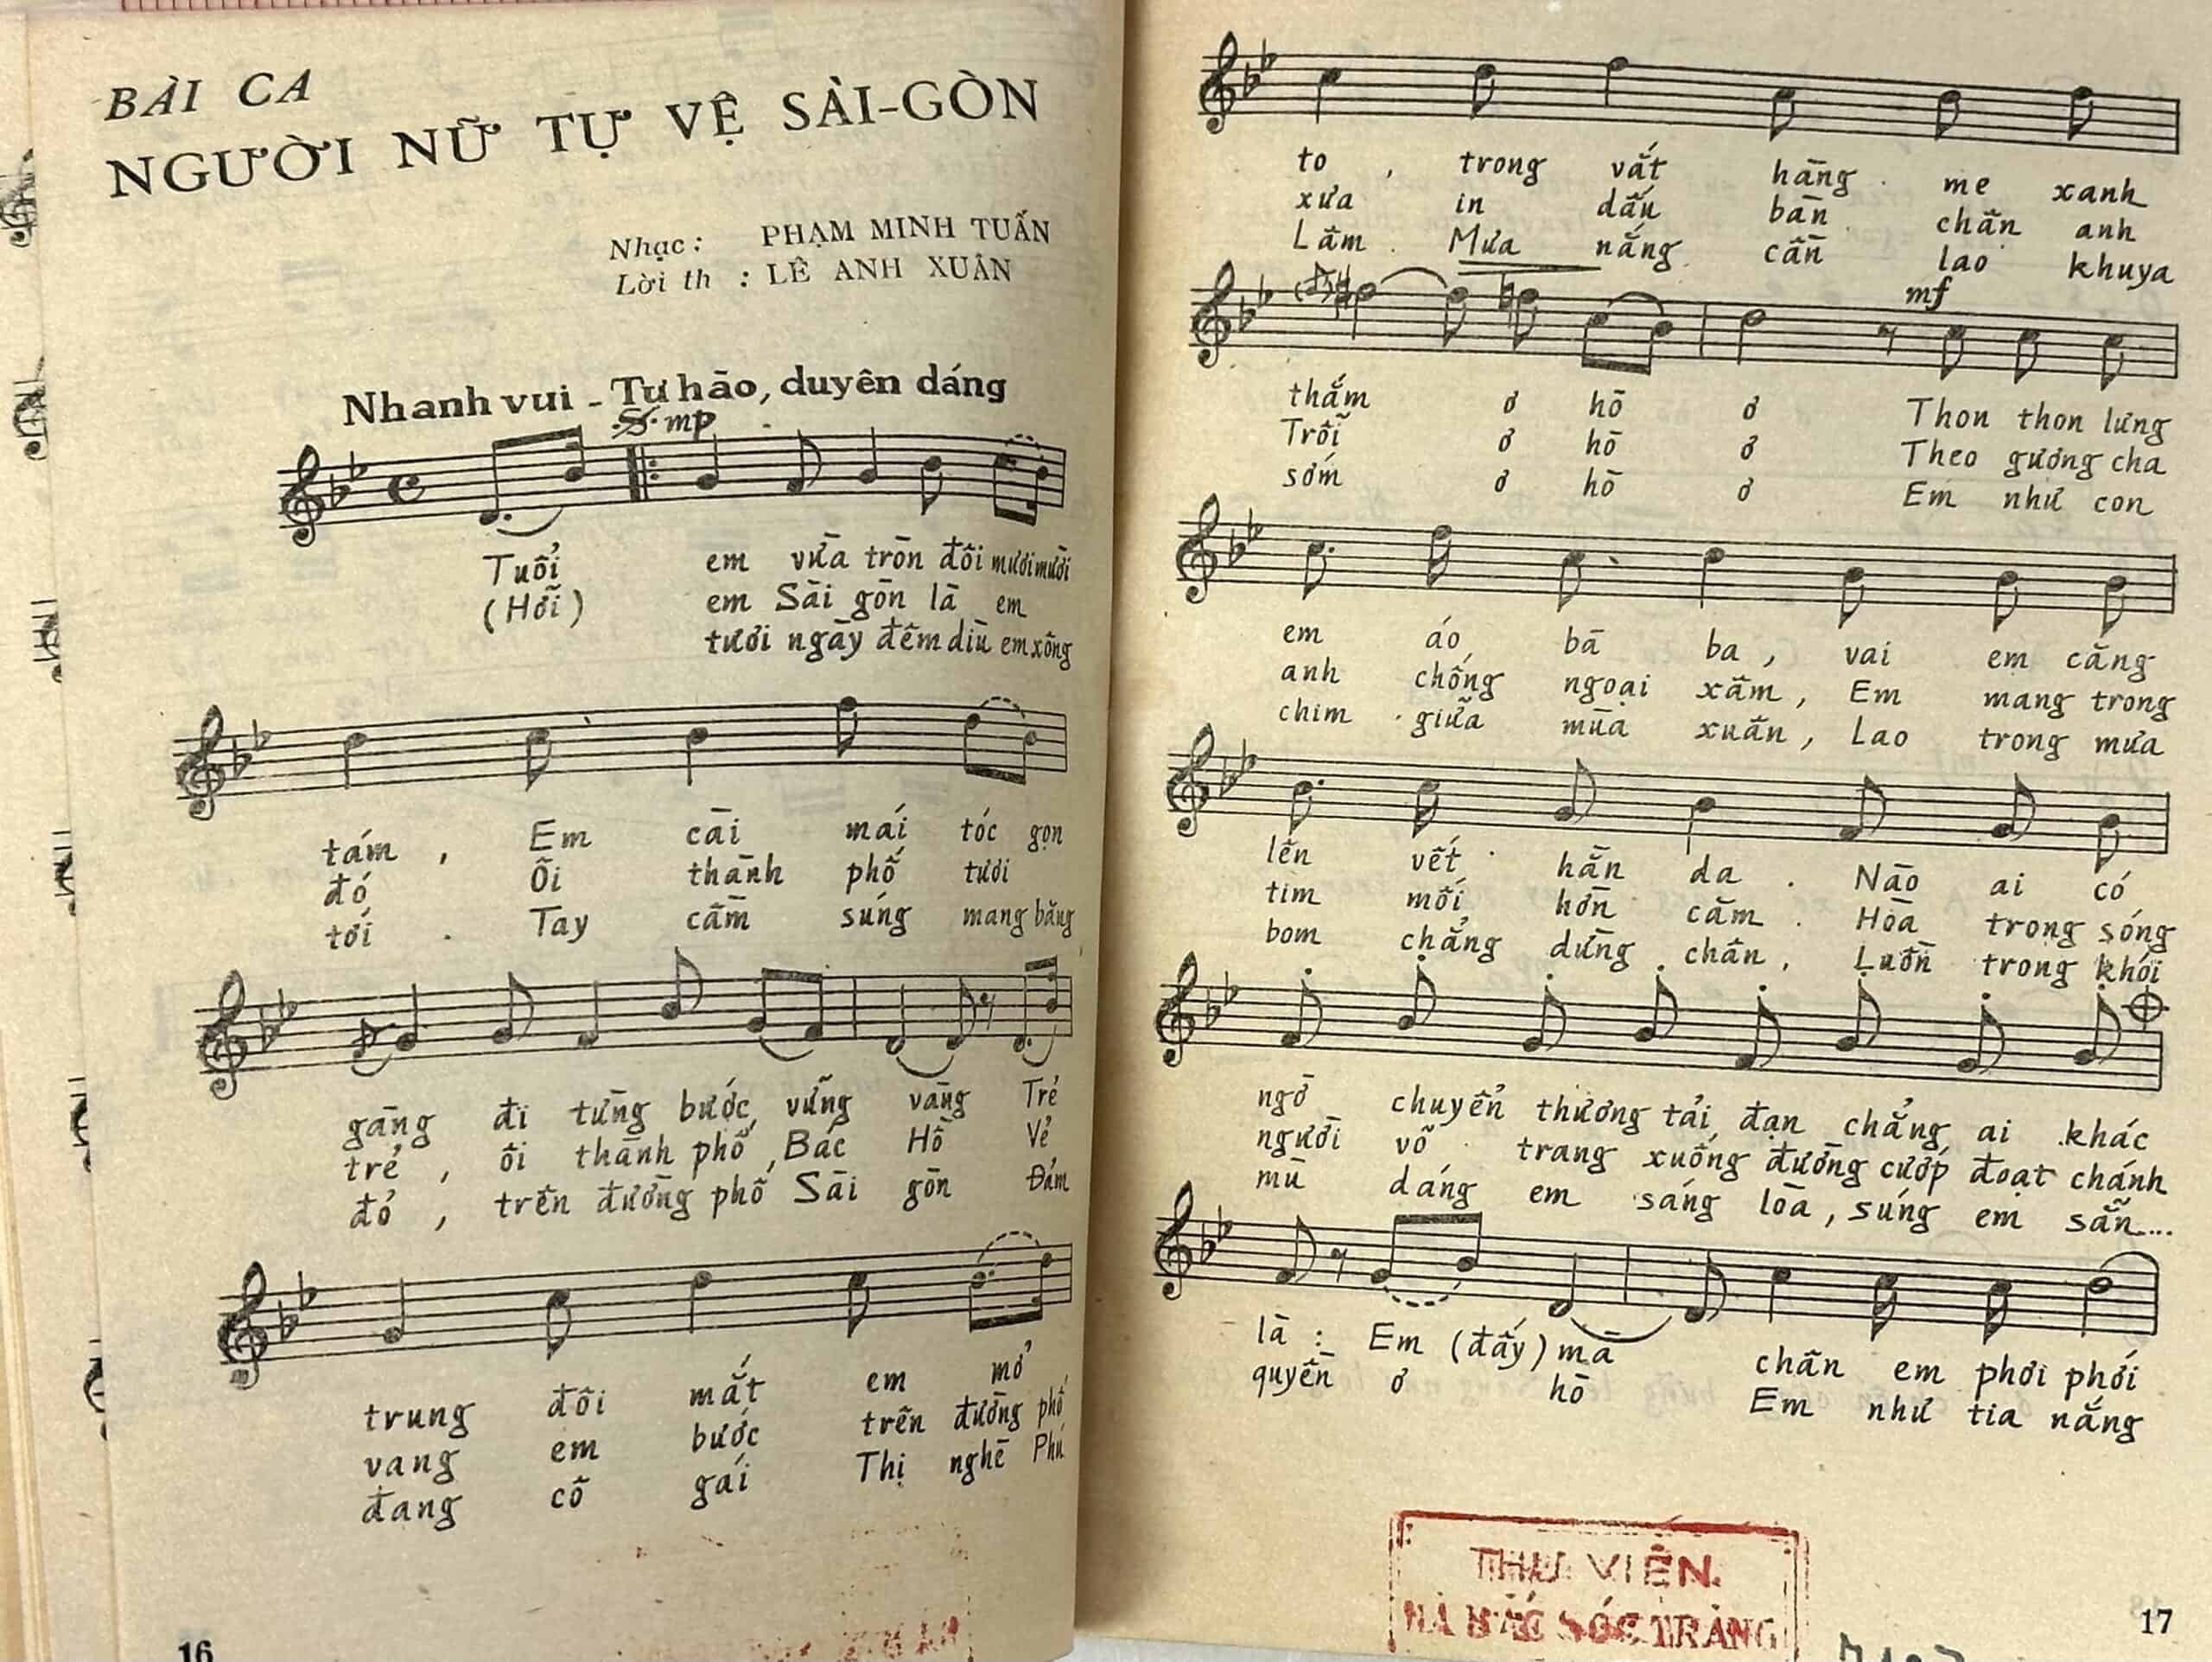 BÀI CA
NGƯỜI NỮ TỰ VỆ SÀI-GÒN
Nhạc : PHẠM MINH TUẤN
Lời th : LÊ ANH XUÂN
Nhanh vui - Tự hào, duyên dáng
mp
Tuổi em vừa tròn đôi mươi mười
(Hỡi) em Sài gòn là em
tươi ngày đêm dìu em xông
tám , Em cài mái tóc gọn
đó Ôi thành phố tươi
tới . Tay cầm súng mang băng
gàng đi từng bước vững vàng Trẻ
trẻ , ôi thành phố , Bác Hồ Vẻ
đỏ , trên đường phố Sài gòn Đảm
trung đôi mắt em mở
vang em bước trên đường phố
đang cô gái Thị nghè Phú
16
to , trong vắt hàng me xanh
xưa in dấu bàn chân anh
Lâm . Mưa nắng cần lao khuya
mf
thắm ơ hò ơ Thon thon lưng
Trỗi ơ hò ơ Theo gương cha
sớm ơ hò ơ Em như con
em áo bà ba , vai em căng
anh chống ngoại xâm , Em mang trong
chim giữa mùa xuân , Lao trong mưa
lên vết hằn da . Nào ai có
tim mối hờn căm . Hòa trong sóng
bom chẳng dừng chân . Luồn trong khói
ngờ chuyển thương tải đạn chẳng ai khác
người võ trang xuống đường cướp đoạt chánh
mù dáng em sáng lòa , súng em sẵn...
là : Em (đấy) mà chân em phơi phới
quyền ơ hò Em như tia nắng
THƯ VIỆN
SÓC TRĂNG
17